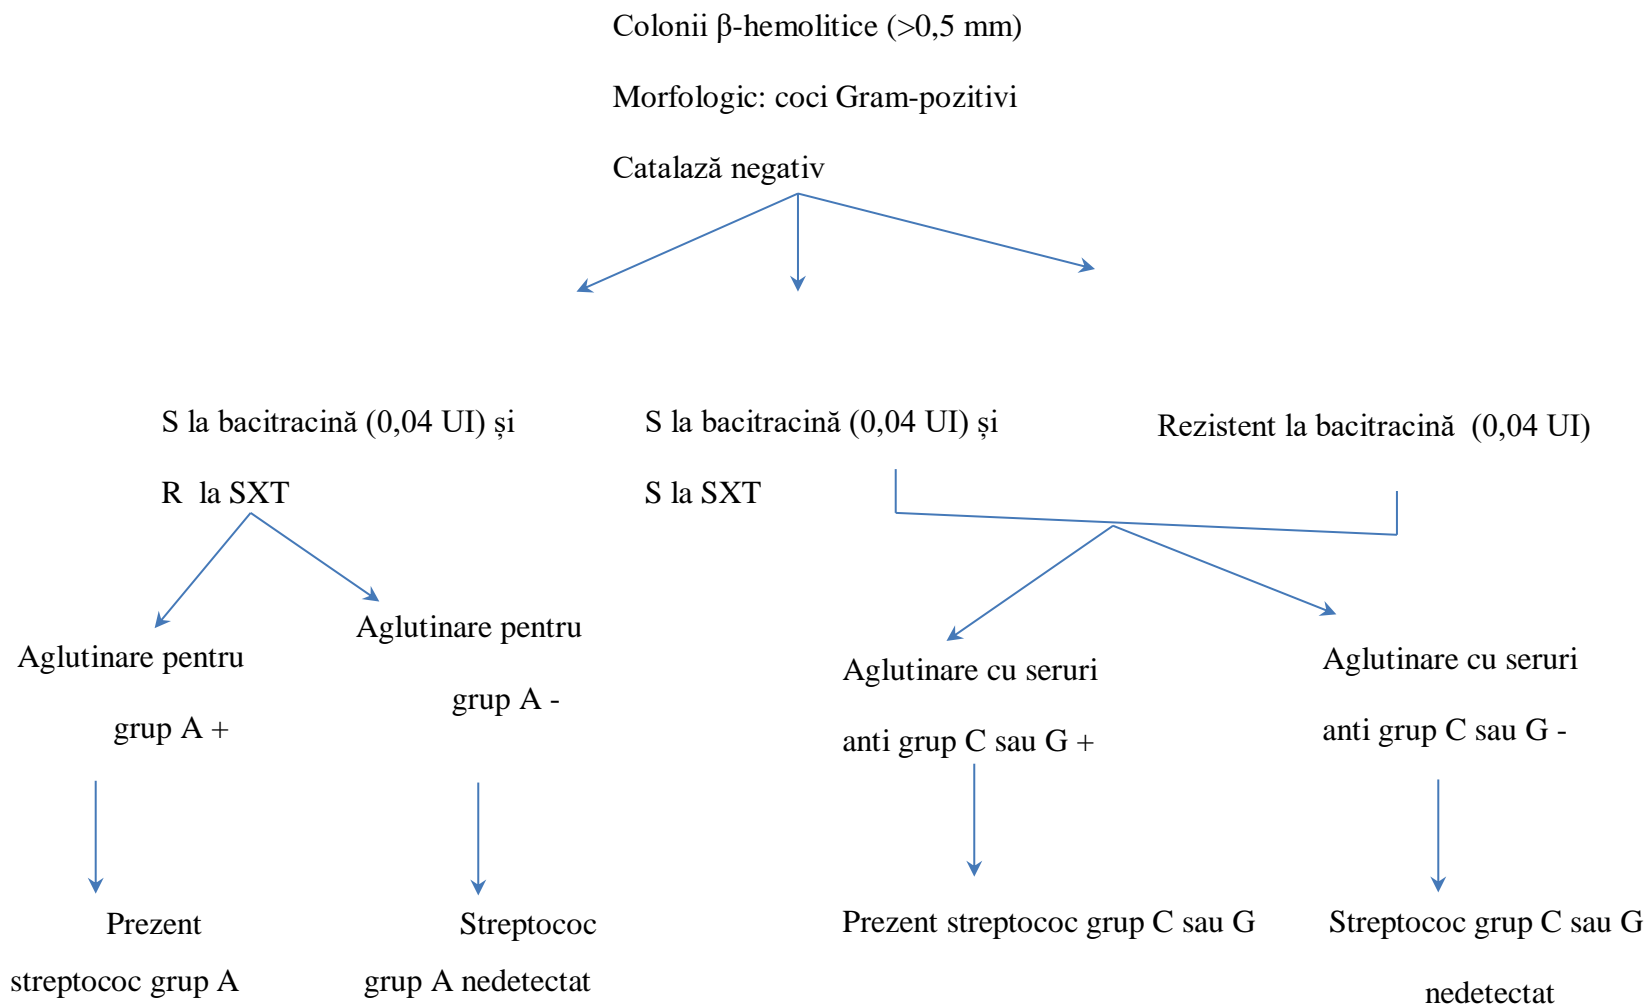 Colonii β-hemolitice (>0,5 mm)
Morfologic: coci Gram-pozitivi
Catalază negativ
S la bacitracină (0,04 UI) și
R  la SXT
S la bacitracină (0,04 UI) și
S la SXT
Rezistent la bacitracină  (0,04 UI)
Aglutinare pentru
grup A +
Aglutinare pentru
grup A -
Aglutinare cu seruri
anti grup C sau G +
Aglutinare cu seruri
anti grup C sau G -
Prezent
streptococ grup A
Streptococ
grup A nedetectat
Prezent streptococ grup C sau G
Streptococ grup C sau G
nedetectat